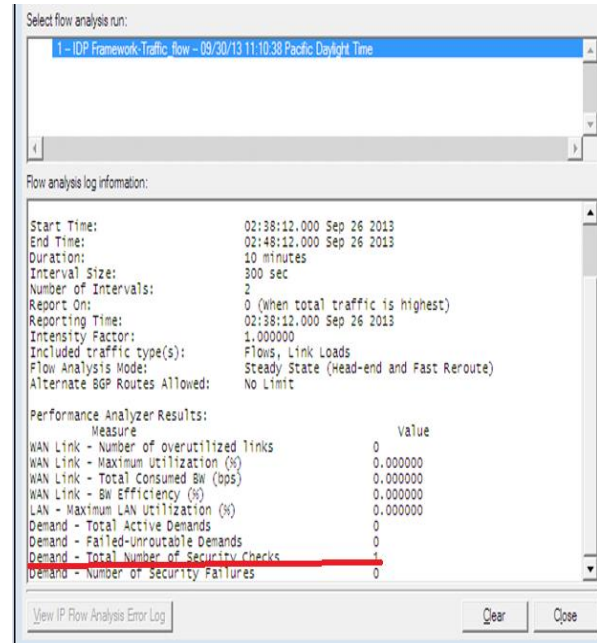 Select flow analysis run:
1 – IDP Framework-Traffic_flow – 09/30/13 11:10:38 Pacific Daylight Time
Flow analysis log information:
Start Time: 02:38:12.000 Sep 26 2013
End Time: 02:48:12.000 Sep 26 2013
Duration: 10 minutes
Interval Size: 300 sec
Number of Intervals: 2
Report On: 0 (when total traffic is highest)
Reporting Time: 02:38:12.000 Sep 26 2013
Intensity Factor: 1.000000
Included traffic type(s): Flows, Link Loads
Flow Analysis Mode: Steady State (Head-end and Fast Reroute)
Alternate BGP Routes Allowed: No Limit
Performance Analyzer Results:
Measure Value
WAN Link - Number of overutilized links 0
WAN Link - Maximum Utilization (%) 0.000000
WAN Link - Total Consumed BW (bps) 0.000000
WAN Link - BW Efficiency (%) 0.000000
LAN - Maximum LAN Utilization (%) 0.000000
Demand - Total Active Demands 0
Demand - Failed-Unroutable Demands 0
Demand - Total Number of Security Checks 1
Demand - Number of Security Failures 0
View IP Flow Analysis Error Log Clear Close